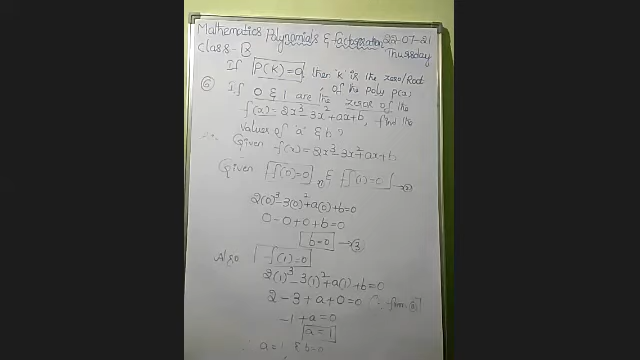 Mathematics Polynomials & Factorisation 22-07-21
Class - Thursday
If P(K)=0, then 'K' is the zero/Root
of the poly p(x)
⑥ If 0 & 1 are the zeros of the
f(x) = 2x³ - 3x² + ax + b, find the
values of 'a' & 'b'?
Given f(x) = 2x³ - 3x² + ax + b
Given f(0)=0 & f(1)=0 → ②
2(0)³ - 3(0)² + a(0) + b = 0
0 - 0 + 0 + b = 0
b = 0 → ③
Also f(1) = 0
2(1)³ - 3(1)² + a(1) + b = 0
2 - 3 + a + 0 = 0 (∵ from ③)
-1 + a = 0
a = 1
∴ a = 1 & b = 0